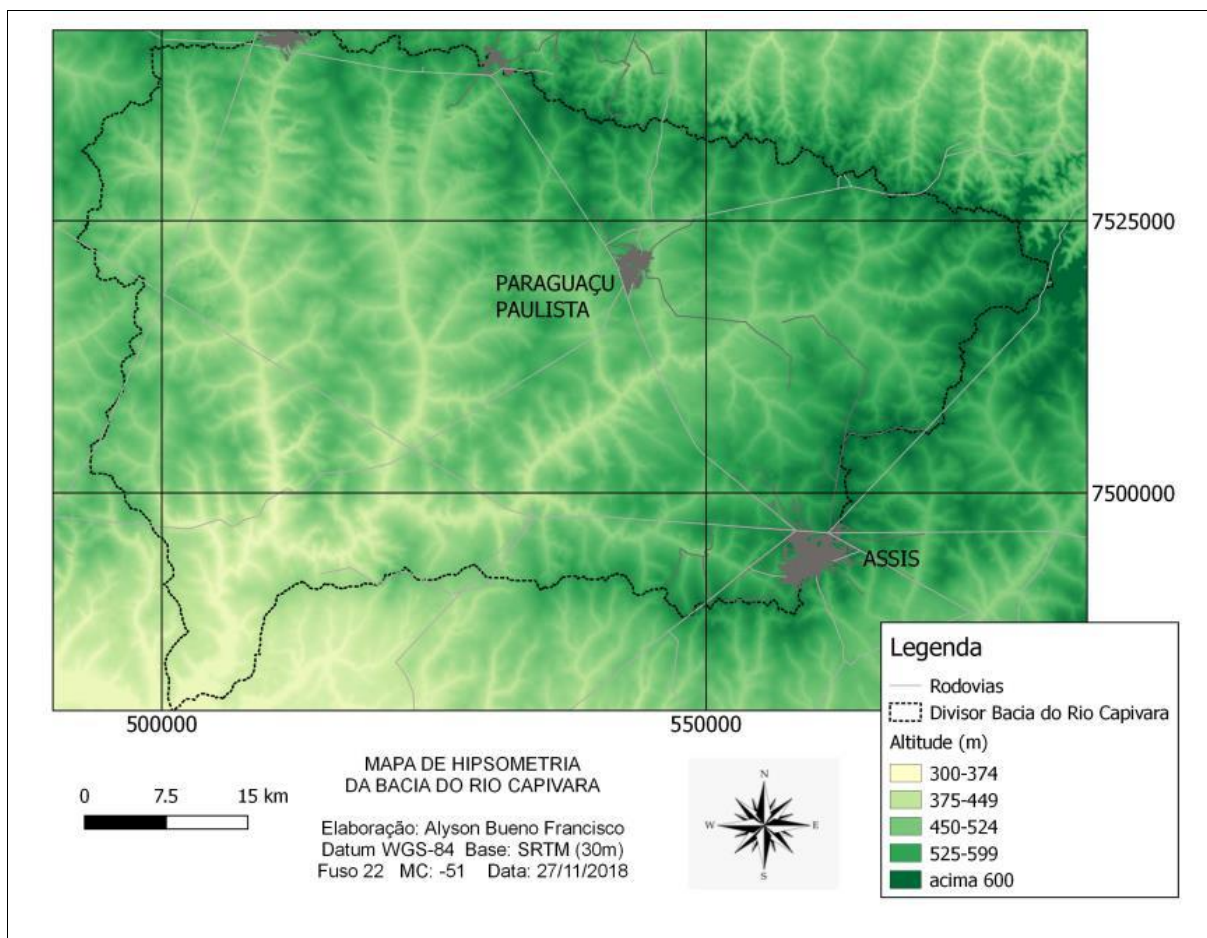 PARAGUAÇU
PAULISTA
7525000
7500000
ASSIS
500000
550000
Legenda
Rodovias
Divisor Bacia do Rio Capivara
Altitude (m)
300-374
375-449
450-524
525-599
acima 600
0 7.5 15 km
MAPA DE HIPSOMETRIA
DA BACIA DO RIO CAPIVARA
Elaboração: Alyson Bueno Francisco
Datum WGS-84 Base: SRTM (30m)
Fuso 22 MC: -51 Data: 27/11/2018
N
W E
S